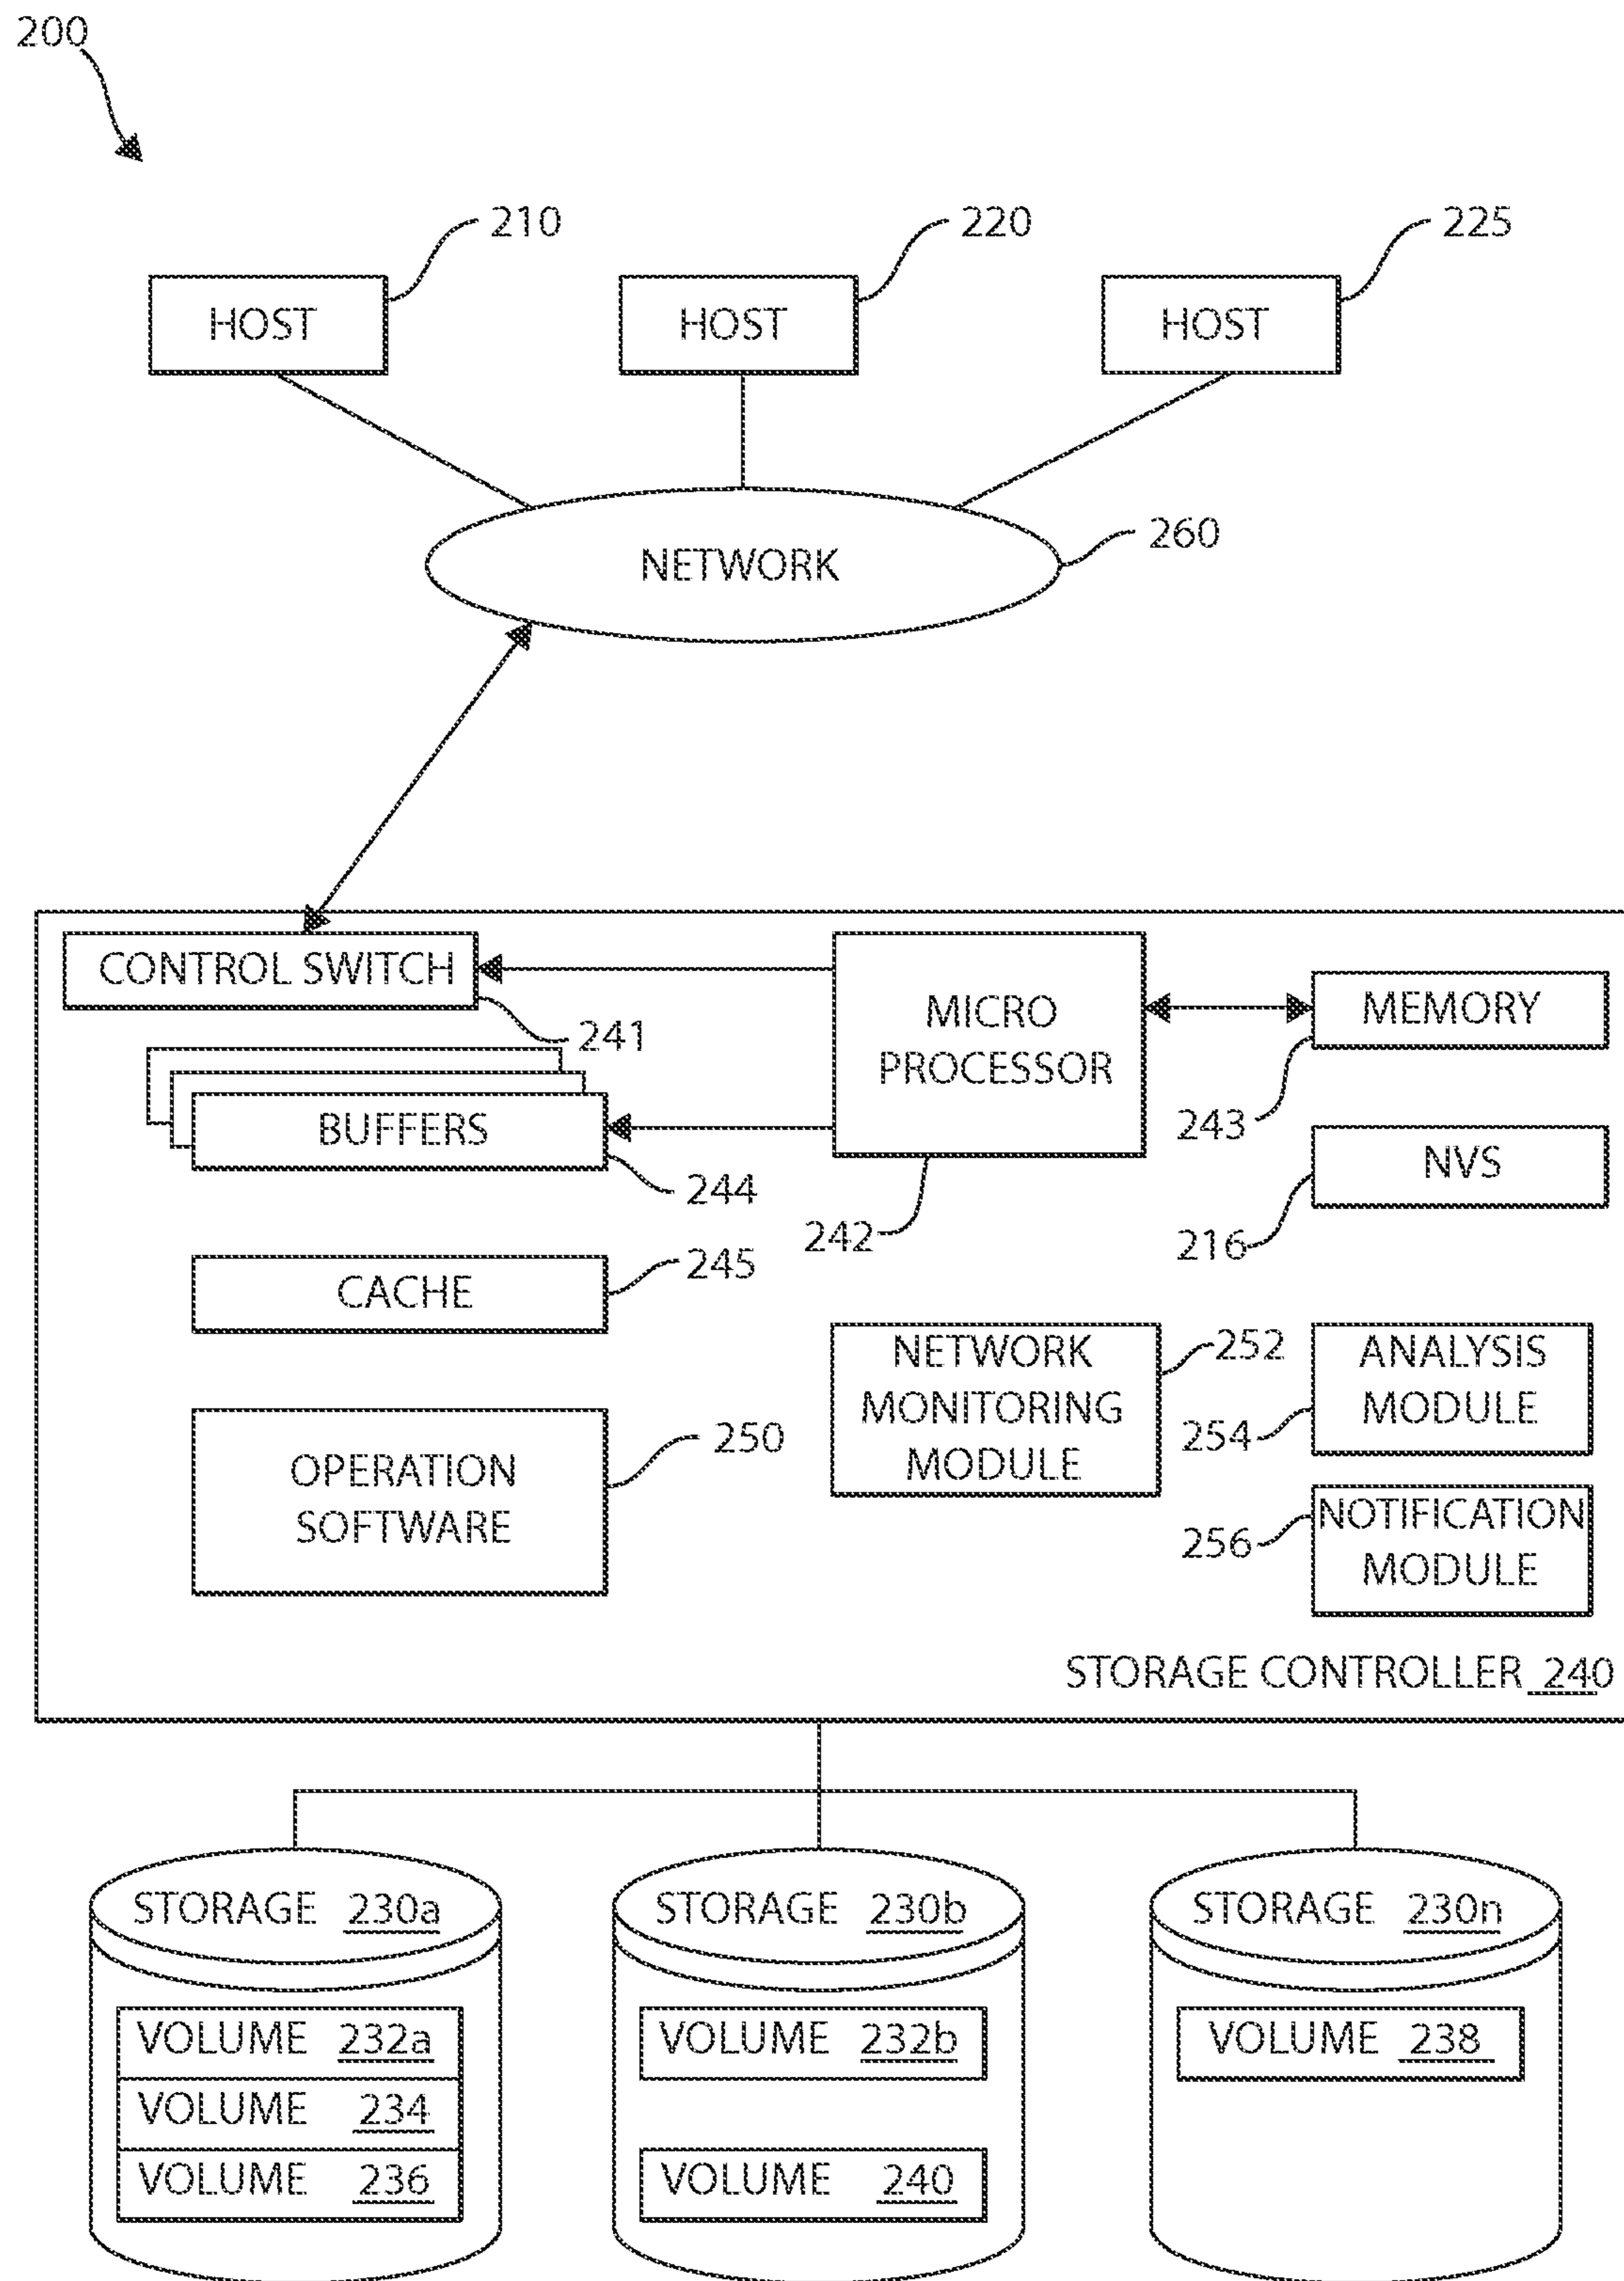 200
210
220
225
HOST
HOST
HOST
260
NETWORK
CONTROL SWITCH
241
MICRO
PROCESSOR
242
MEMORY
243
BUFFERS
244
NVS
216
CACHE
245
NETWORK
MONITORING
MODULE
252
ANALYSIS
MODULE
254
OPERATION
SOFTWARE
250
NOTIFICATION
MODULE
256
STORAGE CONTROLLER 240
STORAGE 230a
STORAGE 230b
STORAGE 230n
VOLUME 232a
VOLUME 234
VOLUME 236
VOLUME 232b
VOLUME 240
VOLUME 238